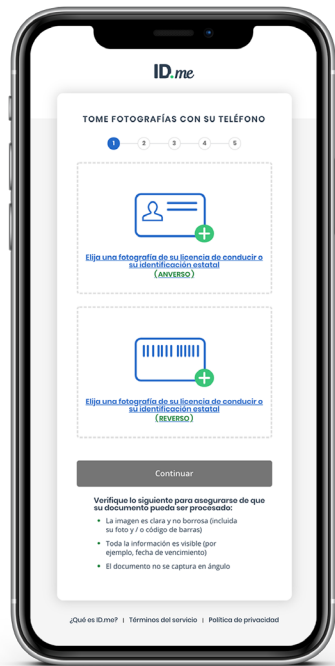 ID.me
TOME FOTOGRAFÍAS CON SU TELÉFONO
1 2 3 4 5
Elija una fotografía de su licencia de conducir o
su identificación estatal
(ANVERSO)
Elija una fotografía de su licencia de conducir o
su identificación estatal
(REVERSO)
Continuar
Verifique lo siguiente para asegurarse de que
su documento pueda ser procesado:
• La imagen es clara y no borrosa (incluida
su foto y / o código de barras)
• Toda la información es visible (por
ejemplo, fecha de vencimiento)
• El documento no se captura en ángulo
¿Qué es ID.me? | Términos del servicio | Política de privacidad